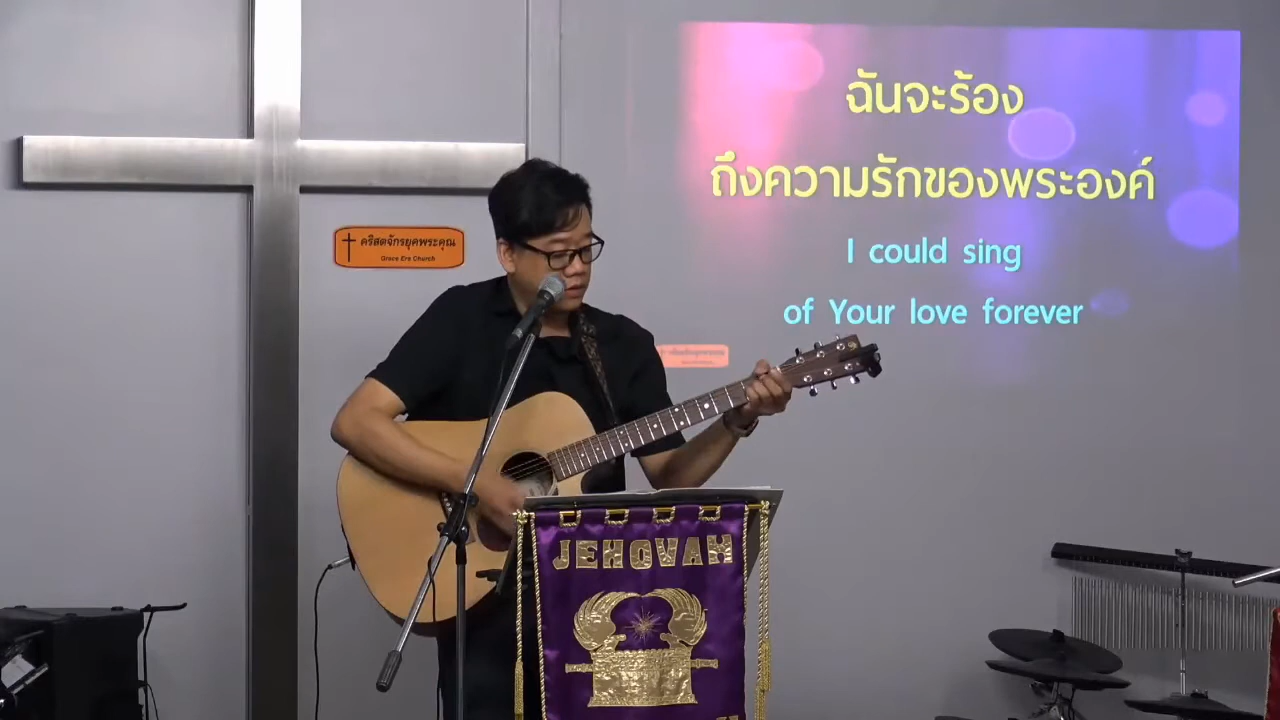 ฉันจะร้อง
ถึงความรักของพระองค์
I could sing
of Your love forever
คริสตจักรยุคพระคุณ
Grace Era Church
JEHOVAH